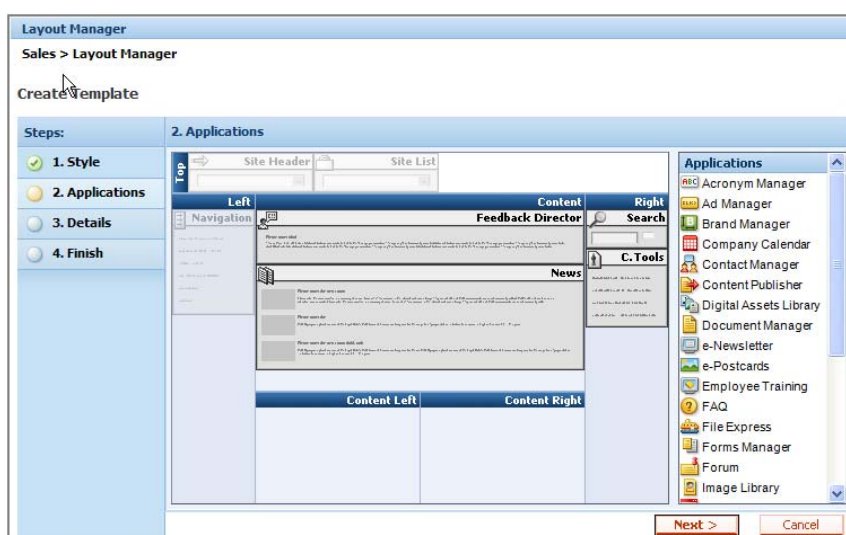 Layout Manager
Sales > Layout Manager
Create Template
Steps:
1. Style
2. Applications
3. Details
4. Finish
2. Applications
Top
Site Header
Site List
Left
Content
Right
Navigation
Feedback Director
Search
C. Tools
News
Content Left
Content Right
Applications
Acronym Manager
Ad Manager
Brand Manager
Company Calendar
Contact Manager
Content Publisher
Digital Assets Library
Document Manager
e-Newsletter
e-Postcards
Employee Training
FAQ
File Express
Forms Manager
Forum
Image Library
Next >
Cancel